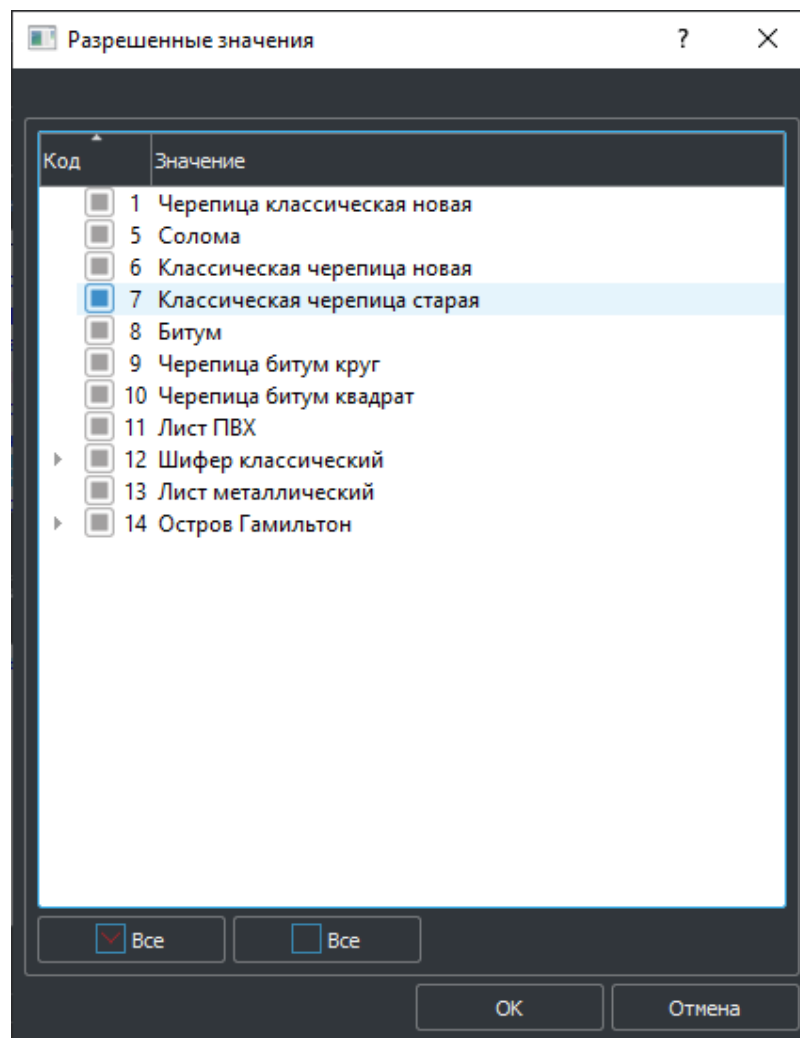 Разрешенные значения ?
Код Значение
1 Черепица классическая новая
5 Солома
6 Классическая черепица новая
7 Классическая черепица старая
8 Битум
9 Черепица битум круг
10 Черепица битум квадрат
11 Лист ПВХ
12 Шифер классический
13 Лист металлический
14 Остров Гамильтон
Все Все
ОК Отмена